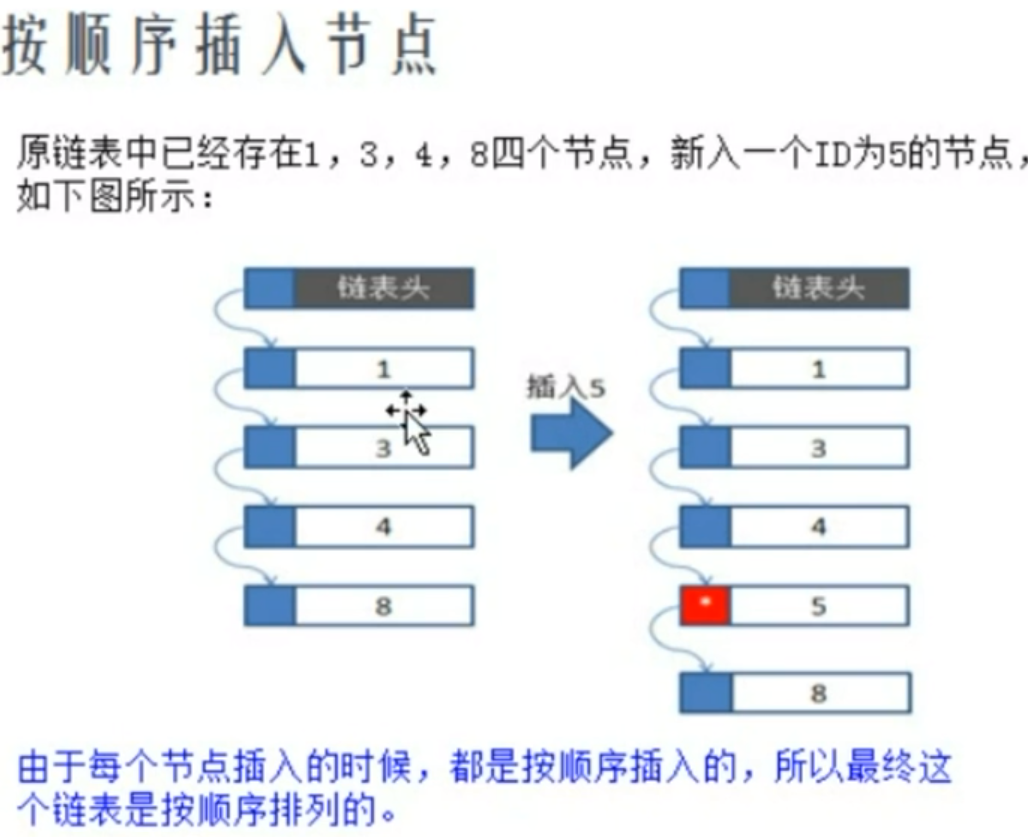 按顺序插入节点
原链表中已经存在1，3，4，8四个节点，新入一个ID为5的节点，
如下图所示：
链表头
1
3
4
8
插入5
链表头
1
3
4
*
5
8
由于每个节点插入的时候，都是按顺序插入的，所以最终这
个链表是按顺序排列的。